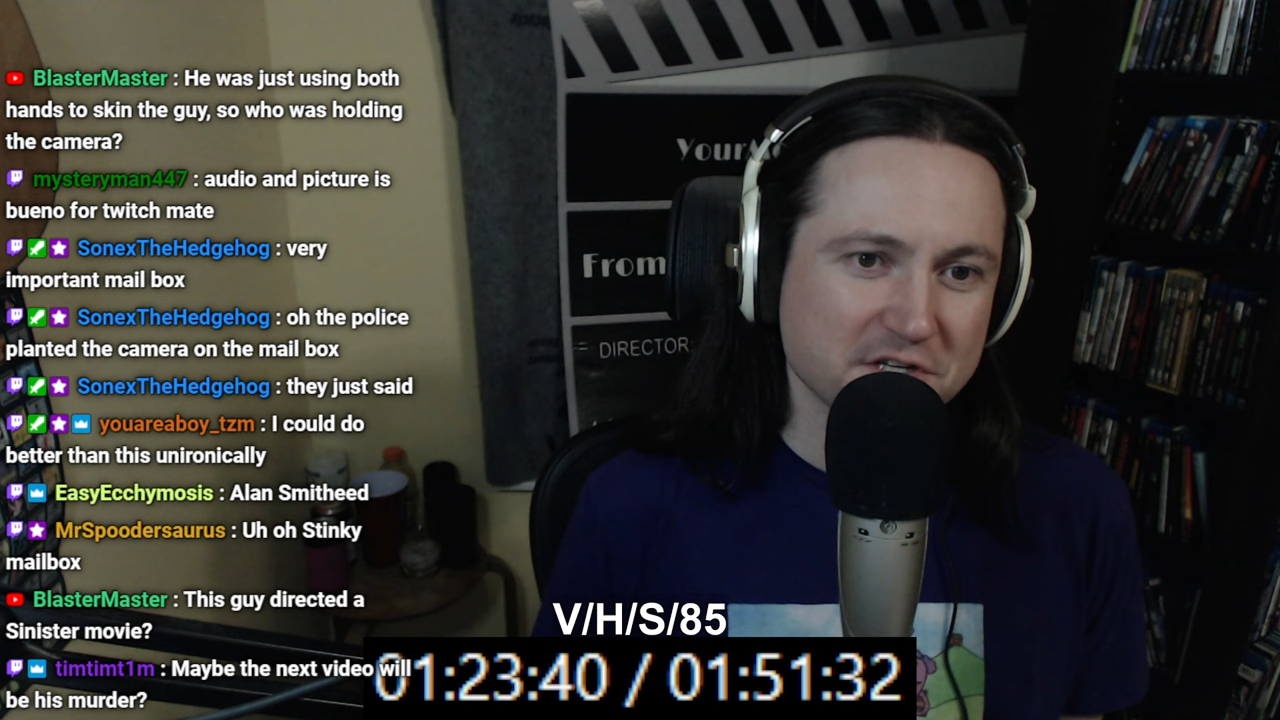 BlasterMaster : He was just using both
hands to skin the guy, so who was holding
the camera?
mysteryman447 : audio and picture is
bueno for twitch mate
SonexTheHedgehog : very
important mail box
SonexTheHedgehog : oh the police
planted the camera on the mail box
SonexTheHedgehog : they just said
youareaboy_tzm : I could do
better than this unironically
EasyEcchymosis : Alan Smitheed
MrSpoodersaurus : Uh oh Stinky
mailbox
BlasterMaster : This guy directed a
Sinister movie?
timtimt1m : Maybe the next video will
be his murder?
From
DIRECTOR
V/H/S/85
01:23:40 / 01:51:32